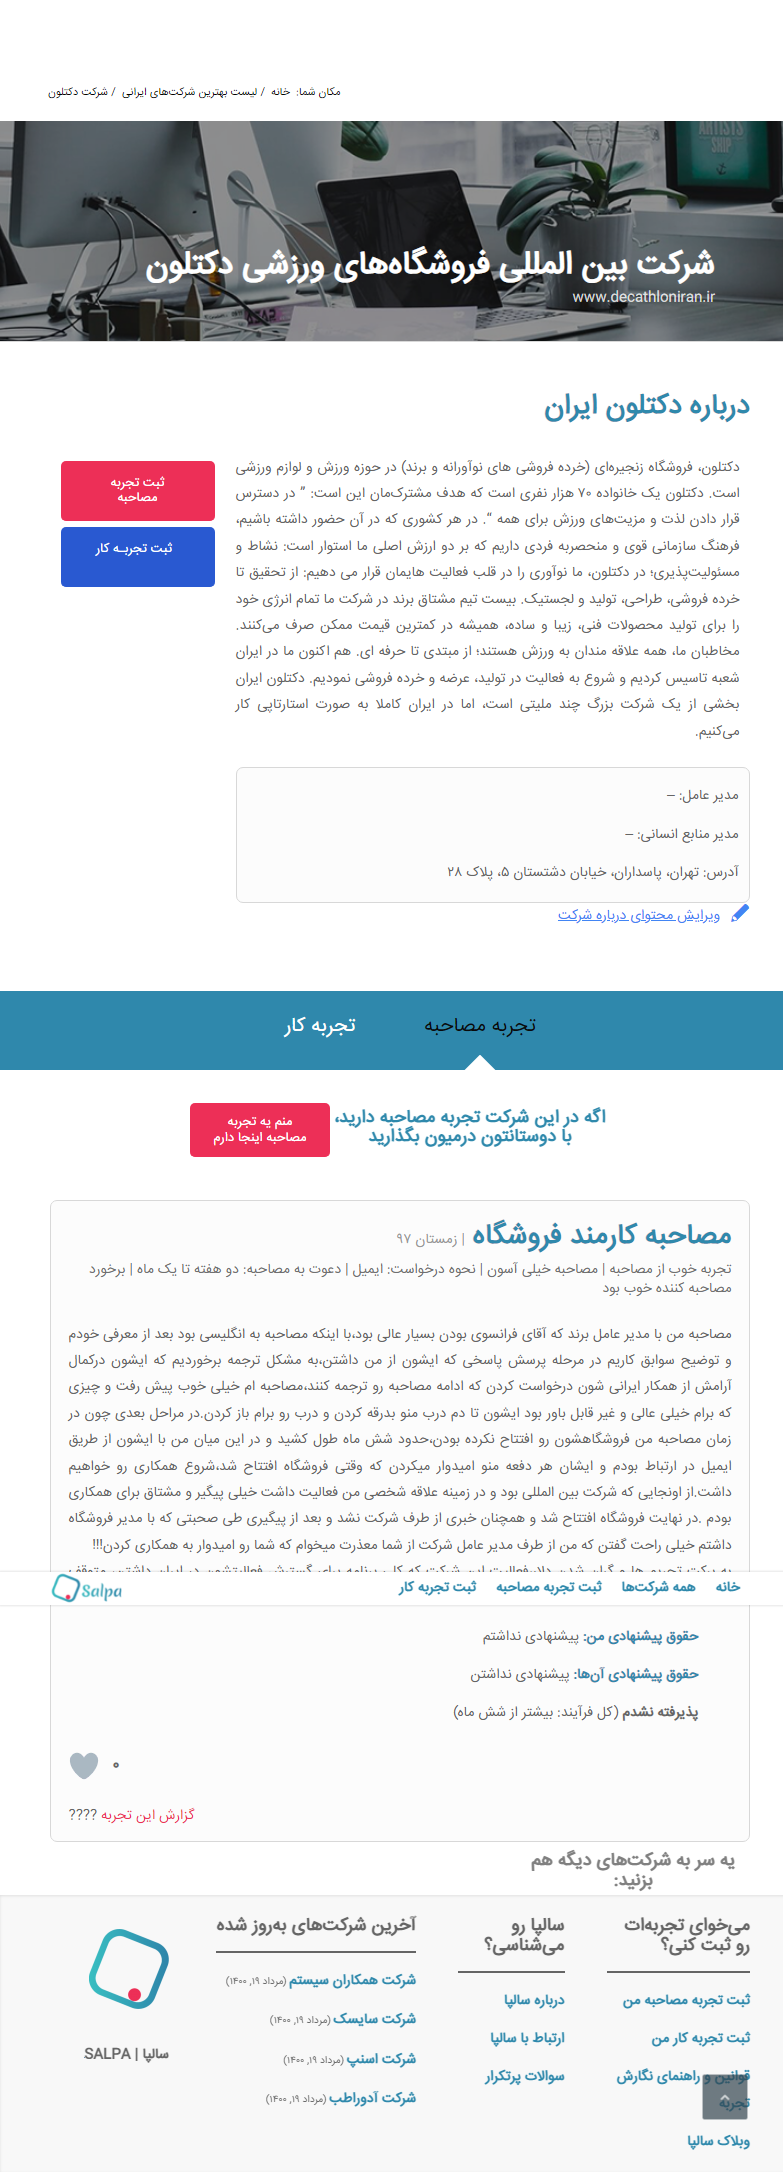 مکان شما: خانه / لیست بهترین شرکت‌های ایرانی / شرکت دکتلون
ARTISTS
SHIP
شرکت بین المللی فروشگاه‌های ورزشی دکتلون
www.decathloniran.ir
درباره دکتلون ایران
دکتلون، فروشگاه زنجیره‌ای (خرده فروشی های نوآورانه و برند) در حوزه ورزش و لوازم ورزشی
است. دکتلون یک خانواده ۷۰ هزار نفری است که هدف مشترک‌مان این است: ” در دسترس
قرار دادن لذت و مزیت‌های ورزش برای همه “. در هر کشوری که در آن حضور داشته باشیم،
فرهنگ سازمانی قوی و منحصربه فردی داریم که بر دو ارزش اصلی ما استوار است: نشاط و
مسئولیت‌پذیری؛ در دکتلون، ما نوآوری را در قلب فعالیت هایمان قرار می دهیم: از تحقیق تا
خرده فروشی، طراحی، تولید و لجستیک. بیست تیم مشتاق برند در شرکت ما تمام انرژی خود
را برای تولید محصولات فنی، زیبا و ساده، همیشه در کمترین قیمت ممکن صرف می‌کنند.
مخاطبان ما، همه علاقه مندان به ورزش هستند؛ از مبتدی تا حرفه ای. هم اکنون ما در ایران
شعبه تاسیس کردیم و شروع به فعالیت در تولید، عرضه و خرده فروشی نمودیم. دکتلون ایران
بخشی از یک شرکت بزرگ چند ملیتی است، اما در ایران کاملا به صورت استارتاپی کار
می‌کنیم.
ثبت تجربه
مصاحبه
ثبت تجربـه کار
مدیر عامل: –
مدیر منابع انسانی: –
آدرس: تهران، پاسداران، خیابان دشتستان ۵، پلاک ۲۸
ویرایش محتوای درباره شرکت
تجربه مصاحبه
تجربه کار
اگه در این شرکت تجربه مصاحبه دارید،
با دوستانتون درمیون بگذارید
منم یه تجربه
مصاحبه اینجا دارم
مصاحبه کارمند فروشگاه | زمستان ۹۷
تجربه خوب از مصاحبه | مصاحبه خیلی آسون | نحوه درخواست: ایمیل | دعوت به مصاحبه: دو هفته تا یک ماه | برخورد
مصاحبه کننده خوب بود
مصاحبه من با مدیر عامل برند که آقای فرانسوی بودن بسیار عالی بود،با اینکه مصاحبه به انگلیسی بود بعد از معرفی خودم
و توضیح سوابق کاریم در مرحله پرسش پاسخی که ایشون از من داشتن،به مشکل ترجمه برخوردیم که ایشون درکمال
آرامش از همکار ایرانی شون درخواست کردن که ادامه مصاحبه رو ترجمه کنند،مصاحبه ام خیلی خوب پیش رفت و چیزی
که برام خیلی عالی و غیر قابل باور بود ایشون تا دم درب منو بدرقه کردن و درب رو برام باز کردن.در مراحل بعدی چون در
زمان مصاحبه من فروشگاهشون رو افتتاح نکرده بودن،حدود شش ماه طول کشید و در این میان من با ایشون از طریق
ایمیل در ارتباط بودم و ایشان هر دفعه منو امیدوار میکردن که وقتی فروشگاه افتتاح شد،شروع همکاری رو خواهیم
داشت.از اونجایی که شرکت بین المللی بود و در زمینه علاقه شخصی من فعالیت داشت خیلی پیگیر و مشتاق برای همکاری
بودم .در نهایت فروشگاه افتتاح شد و همچنان خبری از طرف شرکت نشد و بعد از پیگیری طی صحبتی که با مدیر فروشگاه
داشتم خیلی راحت گفتن که من از طرف مدیر عامل شرکت از شما معذرت میخوام که شما رو امیدوار به همکاری کردن!!!
خانه
همه شرکت‌ها
ثبت تجربه مصاحبه
ثبت تجربه کار
Salpa
حقوق پیشنهادی من: پیشنهادی نداشتم
حقوق پیشنهادی آن‌ها: پیشنهادی نداشتن
پذیرفته نشدم (کل فرآیند: بیشتر از شش ماه)
۰
گزارش این تجربه ????
یه سر به شرکت‌های دیگه هم
بزنید:
می‌خوای تجربه‌ات
رو ثبت کنی؟
ثبت تجربه مصاحبه من
ثبت تجربه کار من
قوانین و راهنمای نگارش
تجربه
وبلاک سالپا
سالپا رو
می‌شناسی؟
درباره سالپا
ارتباط با سالپا
سوالات پرتکرار
آخرین شرکت‌های به‌روز شده
شرکت همکاران سیستم (مرداد ۱۹, ۱۴۰۰)
شرکت سایسک (مرداد ۱۹, ۱۴۰۰)
شرکت اسنپ (مرداد ۱۹, ۱۴۰۰)
شرکت آدوراطب (مرداد ۱۹, ۱۴۰۰)
سالپا | SALPA